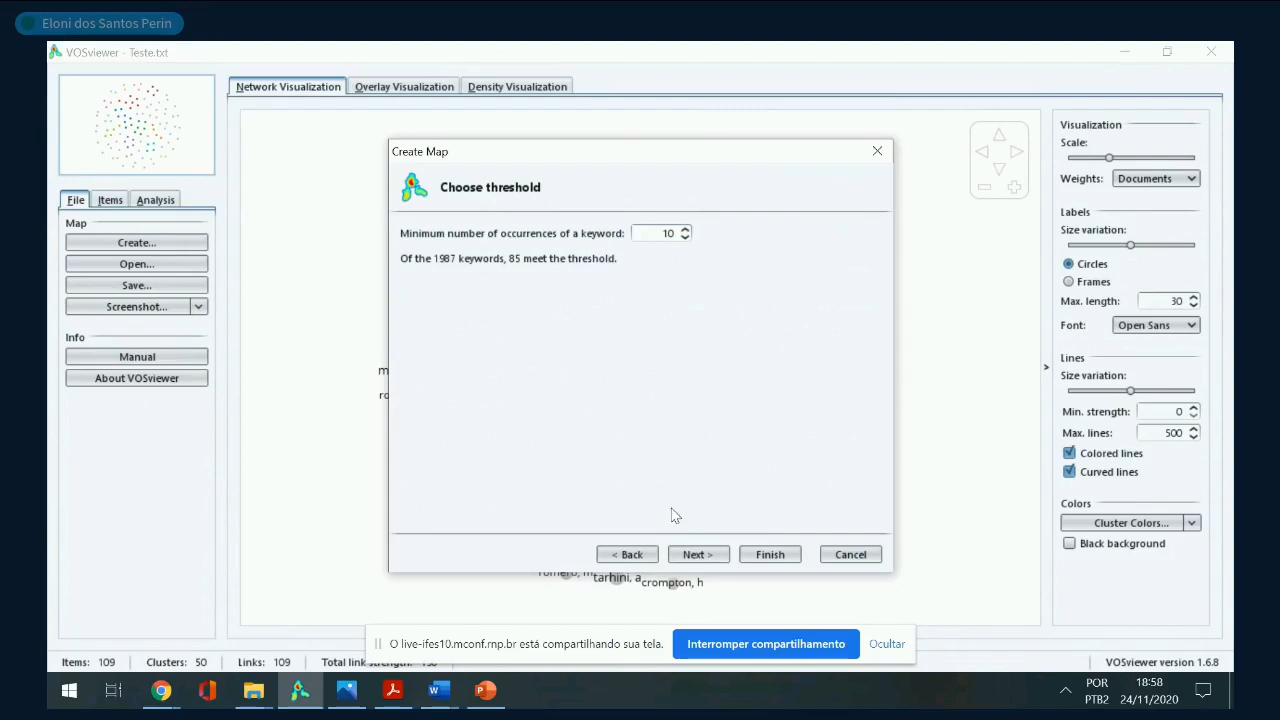 Eloni dos Santos Perin
VOSviewer - Teste.txt
Network Visualization
Overlay Visualization
Density Visualization
File
Items
Analysis
Map
Create...
Open...
Save...
Screenshot...
Info
Manual
About VOSviewer
Create Map
Choose threshold
Minimum number of occurrences of a keyword: 10
Of the 1987 keywords, 85 meet the threshold.
< Back
Next >
Finish
Cancel
tarhini, a
crompton, h
Visualization
Scale:
Weights: Documents
Labels
Size variation:
Circles
Frames
Max. length: 30
Font: Open Sans
>
Lines
Size variation:
Min. strength: 0
Max. lines: 500
Colored lines
Curved lines
Colors
Cluster Colors...
Black background
O live-ifes10.mconf.rnp.br está compartilhando sua tela.
Interromper compartilhamento
Ocultar
Items: 109
Clusters: 50
Links: 109
VOSviewer version 1.6.8
POR
PTB2
18:58
24/11/2020